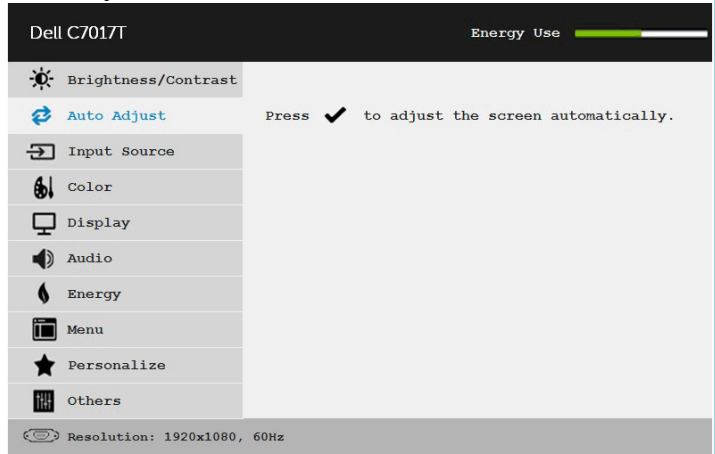 Dell C7017T
Energy Use
Brightness/Contrast
Auto Adjust
Press ✔ to adjust the screen automatically.
Input Source
Color
Display
Audio
Energy
Menu
Personalize
Others
Resolution: 1920x1080, 60Hz